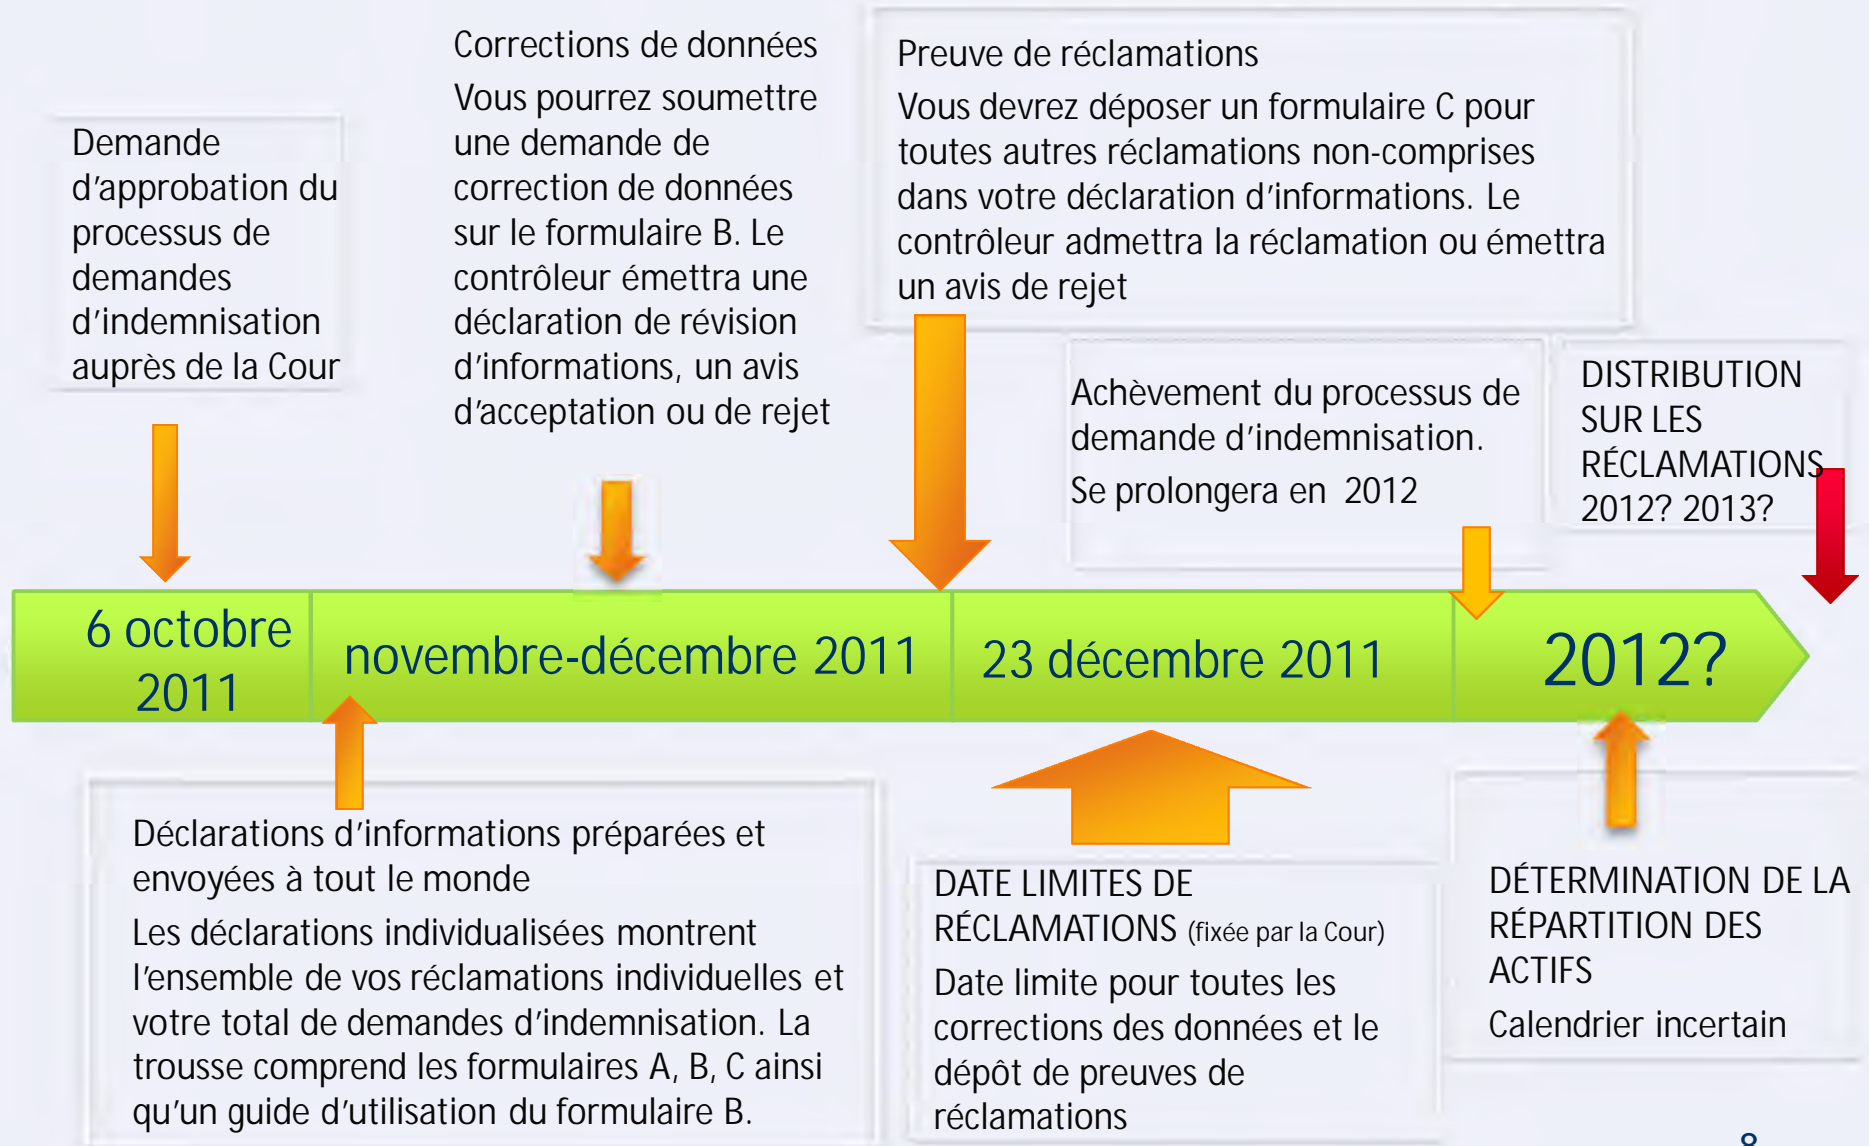 Demande
d'approbation du
processus de
demandes
d'indemnisation
auprès de la Cour
Corrections de données
Vous pourrez soumettre
une demande de
correction de données
sur le formulaire B. Le
contrôleur émettra une
déclaration de révision
d'informations, un avis
d'acceptation ou de rejet
Preuve de réclamations
Vous devrez déposer un formulaire C pour
toutes autres réclamations non-comprises
dans votre déclaration d'informations. Le
contrôleur admettra la réclamation ou émettra
un avis de rejet
Achèvement du processus de
demande d'indemnisation.
Se prolongera en 2012
DISTRIBUTION
SUR LES
RÉCLAMATIONS
2012? 2013?
6 octobre
2011
novembre-décembre 2011
23 décembre 2011
2012?
Déclarations d'informations préparées et
envoyées à tout le monde
Les déclarations individualisées montrent
l'ensemble de vos réclamations individuelles et
votre total de demandes d'indemnisation. La
trousse comprend les formulaires A, B, C ainsi
qu'un guide d'utilisation du formulaire B.
DATE LIMITES DE
RÉCLAMATIONS (fixée par la Cour)
Date limite pour toutes les
corrections des données et le
dépôt de preuves de
réclamations
DÉTERMINATION DE LA
RÉPARTITION DES
ACTIFS
Calendrier incertain
8